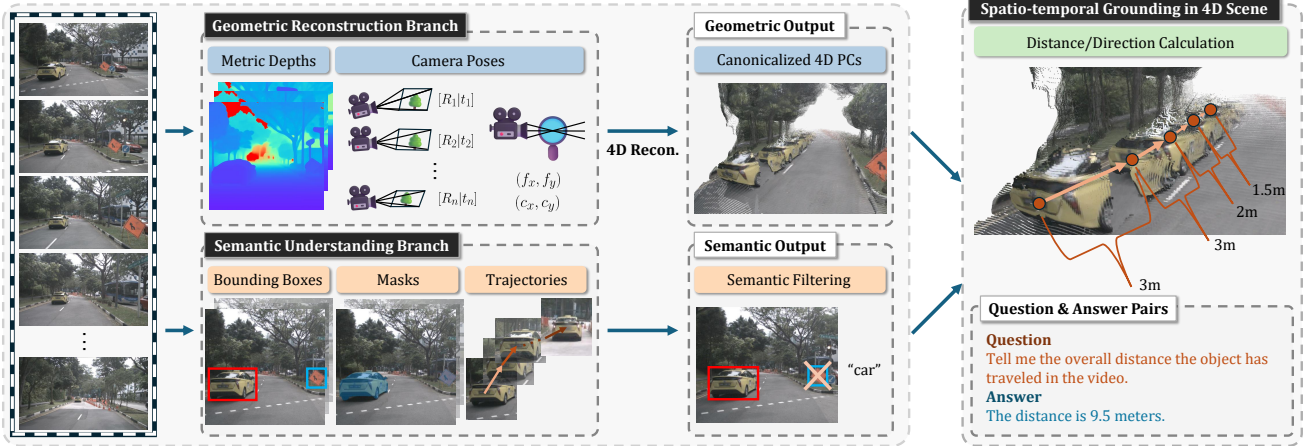 Geometric Reconstruction Branch
Metric Depths
Camera Poses
[R₁|t₁]
[R₂|t₂]
⋮
[Rₙ|tₙ]
(fₓ, fᵧ)
(cₓ, cᵧ)
4D Recon.
Geometric Output
Canonicalized 4D PCs
Semantic Understanding Branch
Bounding Boxes
Masks
Trajectories
Semantic Output
Semantic Filtering
“car”
⋮
Spatio-temporal Grounding in 4D Scene
Distance/Direction Calculation
1.5m
2m
3m
3m
Question & Answer Pairs
Question
Tell me the overall distance the object has
traveled in the video.
Answer
The distance is 9.5 meters.